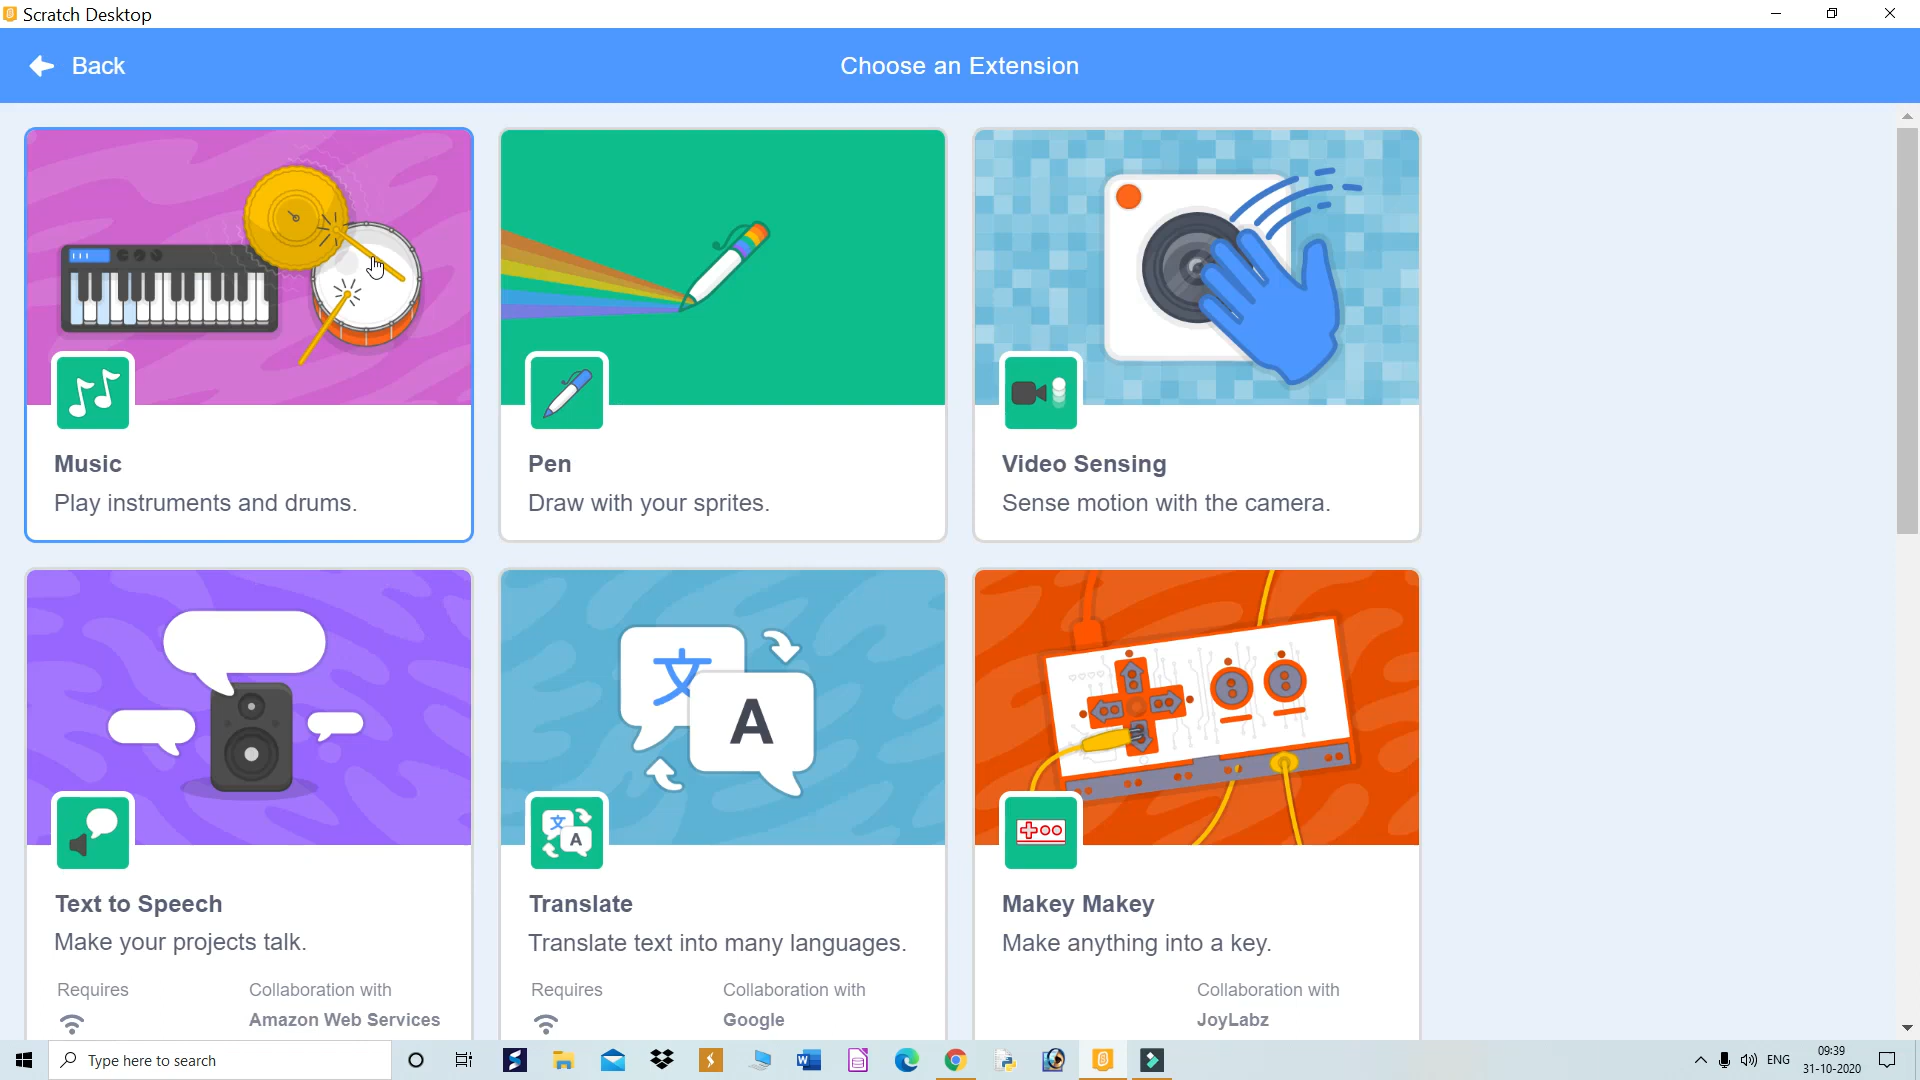 Scratch Desktop
Back
Choose an Extension
Music
Play instruments and drums.
Pen
Draw with your sprites.
Video Sensing
Sense motion with the camera.
文
A
文
A
Text to Speech
Make your projects talk.
Requires
Collaboration with
Amazon Web Services
Translate
Translate text into many languages.
Requires
Collaboration with
Google
Makey Makey
Make anything into a key.
Collaboration with
JoyLabz
Type here to search
ENG
09:39
31-10-2020